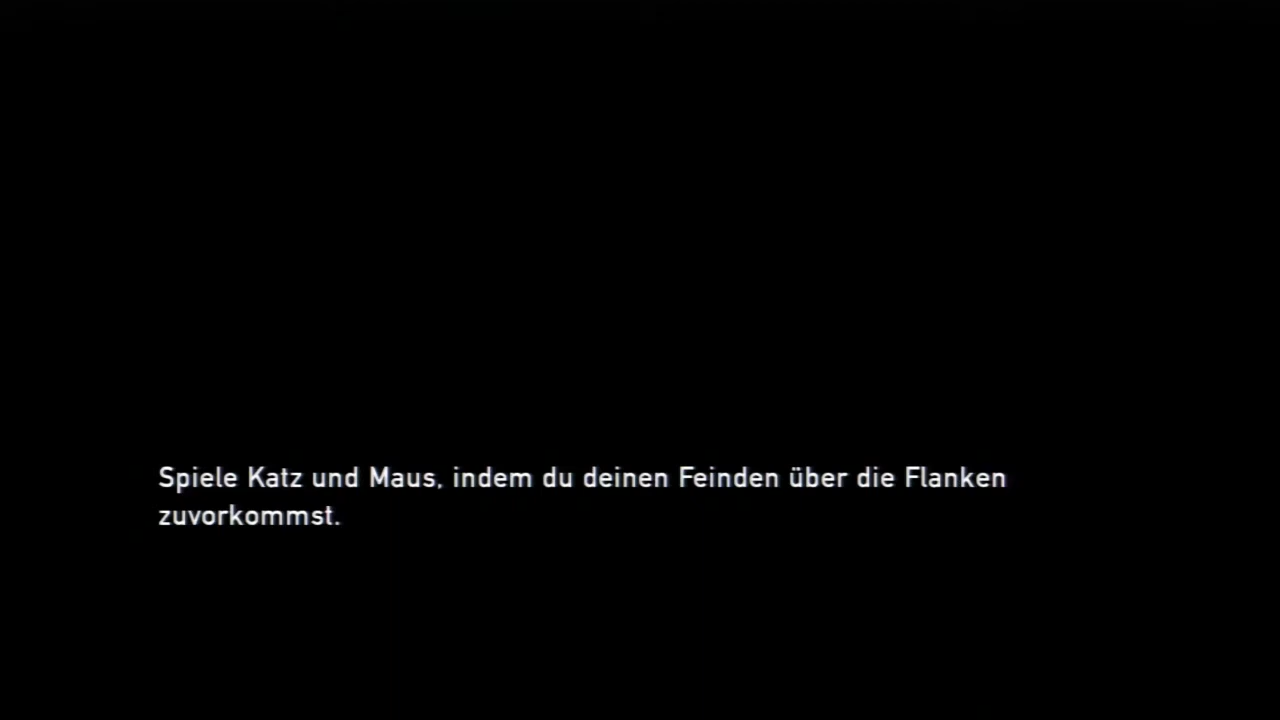 Spiele Katz und Maus, indem du deinen Feinden über die Flanken
zuvorkommst.